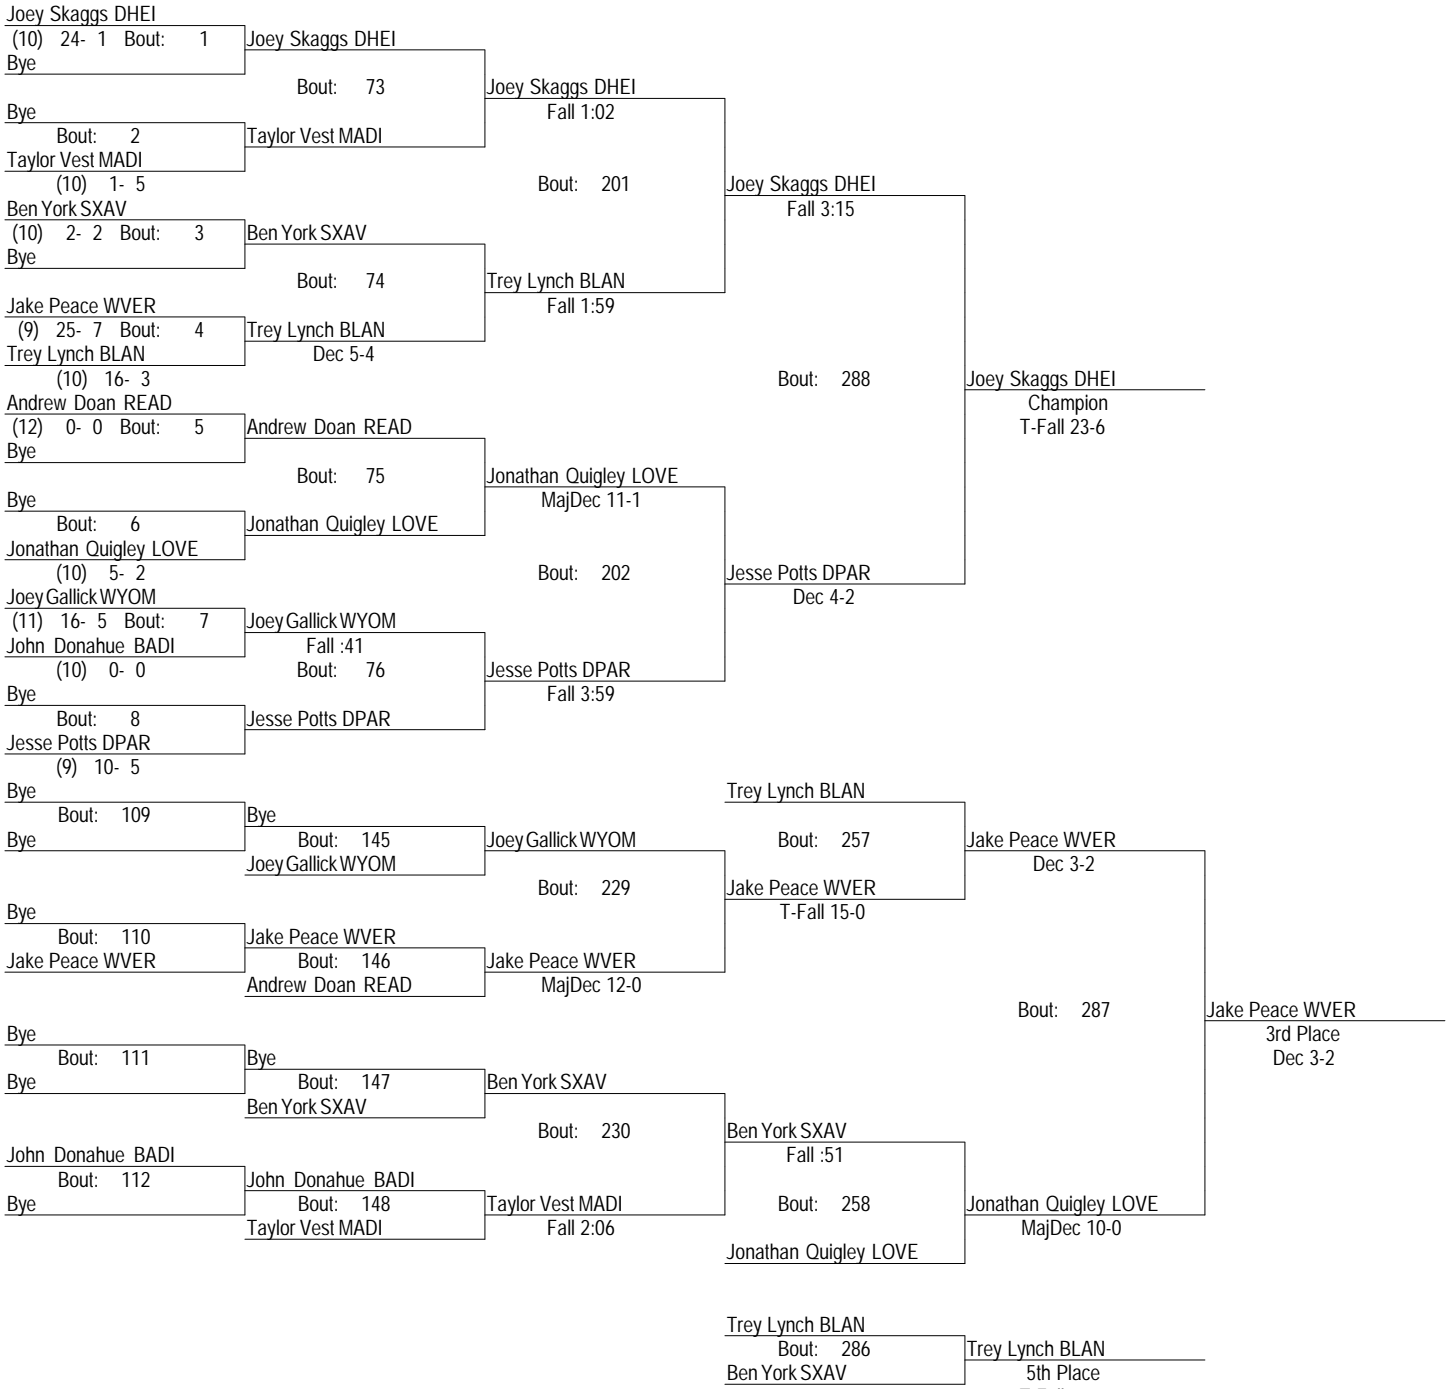 Joey Skaggs DHEI
(10) 24- 1 Bout: 1 Joey Skaggs DHEI
Bye
Bout: 73 Joey Skaggs DHEI
Bye Fall 1:02
Bout: 2 Taylor Vest MADI
Taylor Vest MADI
(10) 1- 5 Bout: 201 Joey Skaggs DHEI
Ben York SXAV Fall 3:15
(10) 2- 2 Bout: 3 Ben York SXAV
Bye
Bout: 74 Trey Lynch BLAN
Jake Peace WVER Fall 1:59
(9) 25- 7 Bout: 4 Trey Lynch BLAN
Trey Lynch BLAN Dec 5-4
(10) 16- 3 Bout: 288 Joey Skaggs DHEI
Andrew Doan READ Champion
(12) 0- 0 Bout: 5 Andrew Doan READ T-Fall 23-6
Bye
Bout: 75 Jonathan Quigley LOVE
Bye MajDec 11-1
Bout: 6 Jonathan Quigley LOVE
Jonathan Quigley LOVE
(10) 5- 2 Bout: 202 Jesse Potts DPAR
Joey Gallick WYOM Dec 4-2
(11) 16- 5 Bout: 7 Joey Gallick WYOM
John Donahue BADI Fall :41
(10) 0- 0 Bout: 76 Jesse Potts DPAR
Bye Fall 3:59
Bout: 8 Jesse Potts DPAR
Jesse Potts DPAR
(9) 10- 5
Bye Trey Lynch BLAN
Bout: 109 Bye
Bye Bout: 145 Joey Gallick WYOM Bout: 257 Jake Peace WVER
Joey Gallick WYOM Dec 3-2
Bout: 229 Jake Peace WVER
Bye T-Fall 15-0
Bout: 110 Jake Peace WVER
Jake Peace WVER Bout: 146 Jake Peace WVER
Andrew Doan READ MajDec 12-0
Bout: 287 Jake Peace WVER
Bye 3rd Place
Bout: 111 Bye Dec 3-2
Bye Bout: 147 Ben York SXAV
Ben York SXAV
Bout: 230 Ben York SXAV
John Donahue BADI Fall :51
Bout: 112 John Donahue BADI
Bye Bout: 148 Taylor Vest MADI Bout: 258 Jonathan Quigley LOVE
Taylor Vest MADI Fall 2:06 MajDec 10-0
Jonathan Quigley LOVE
Trey Lynch BLAN
Bout: 286 Trey Lynch BLAN
Ben York SXAV 5th Place